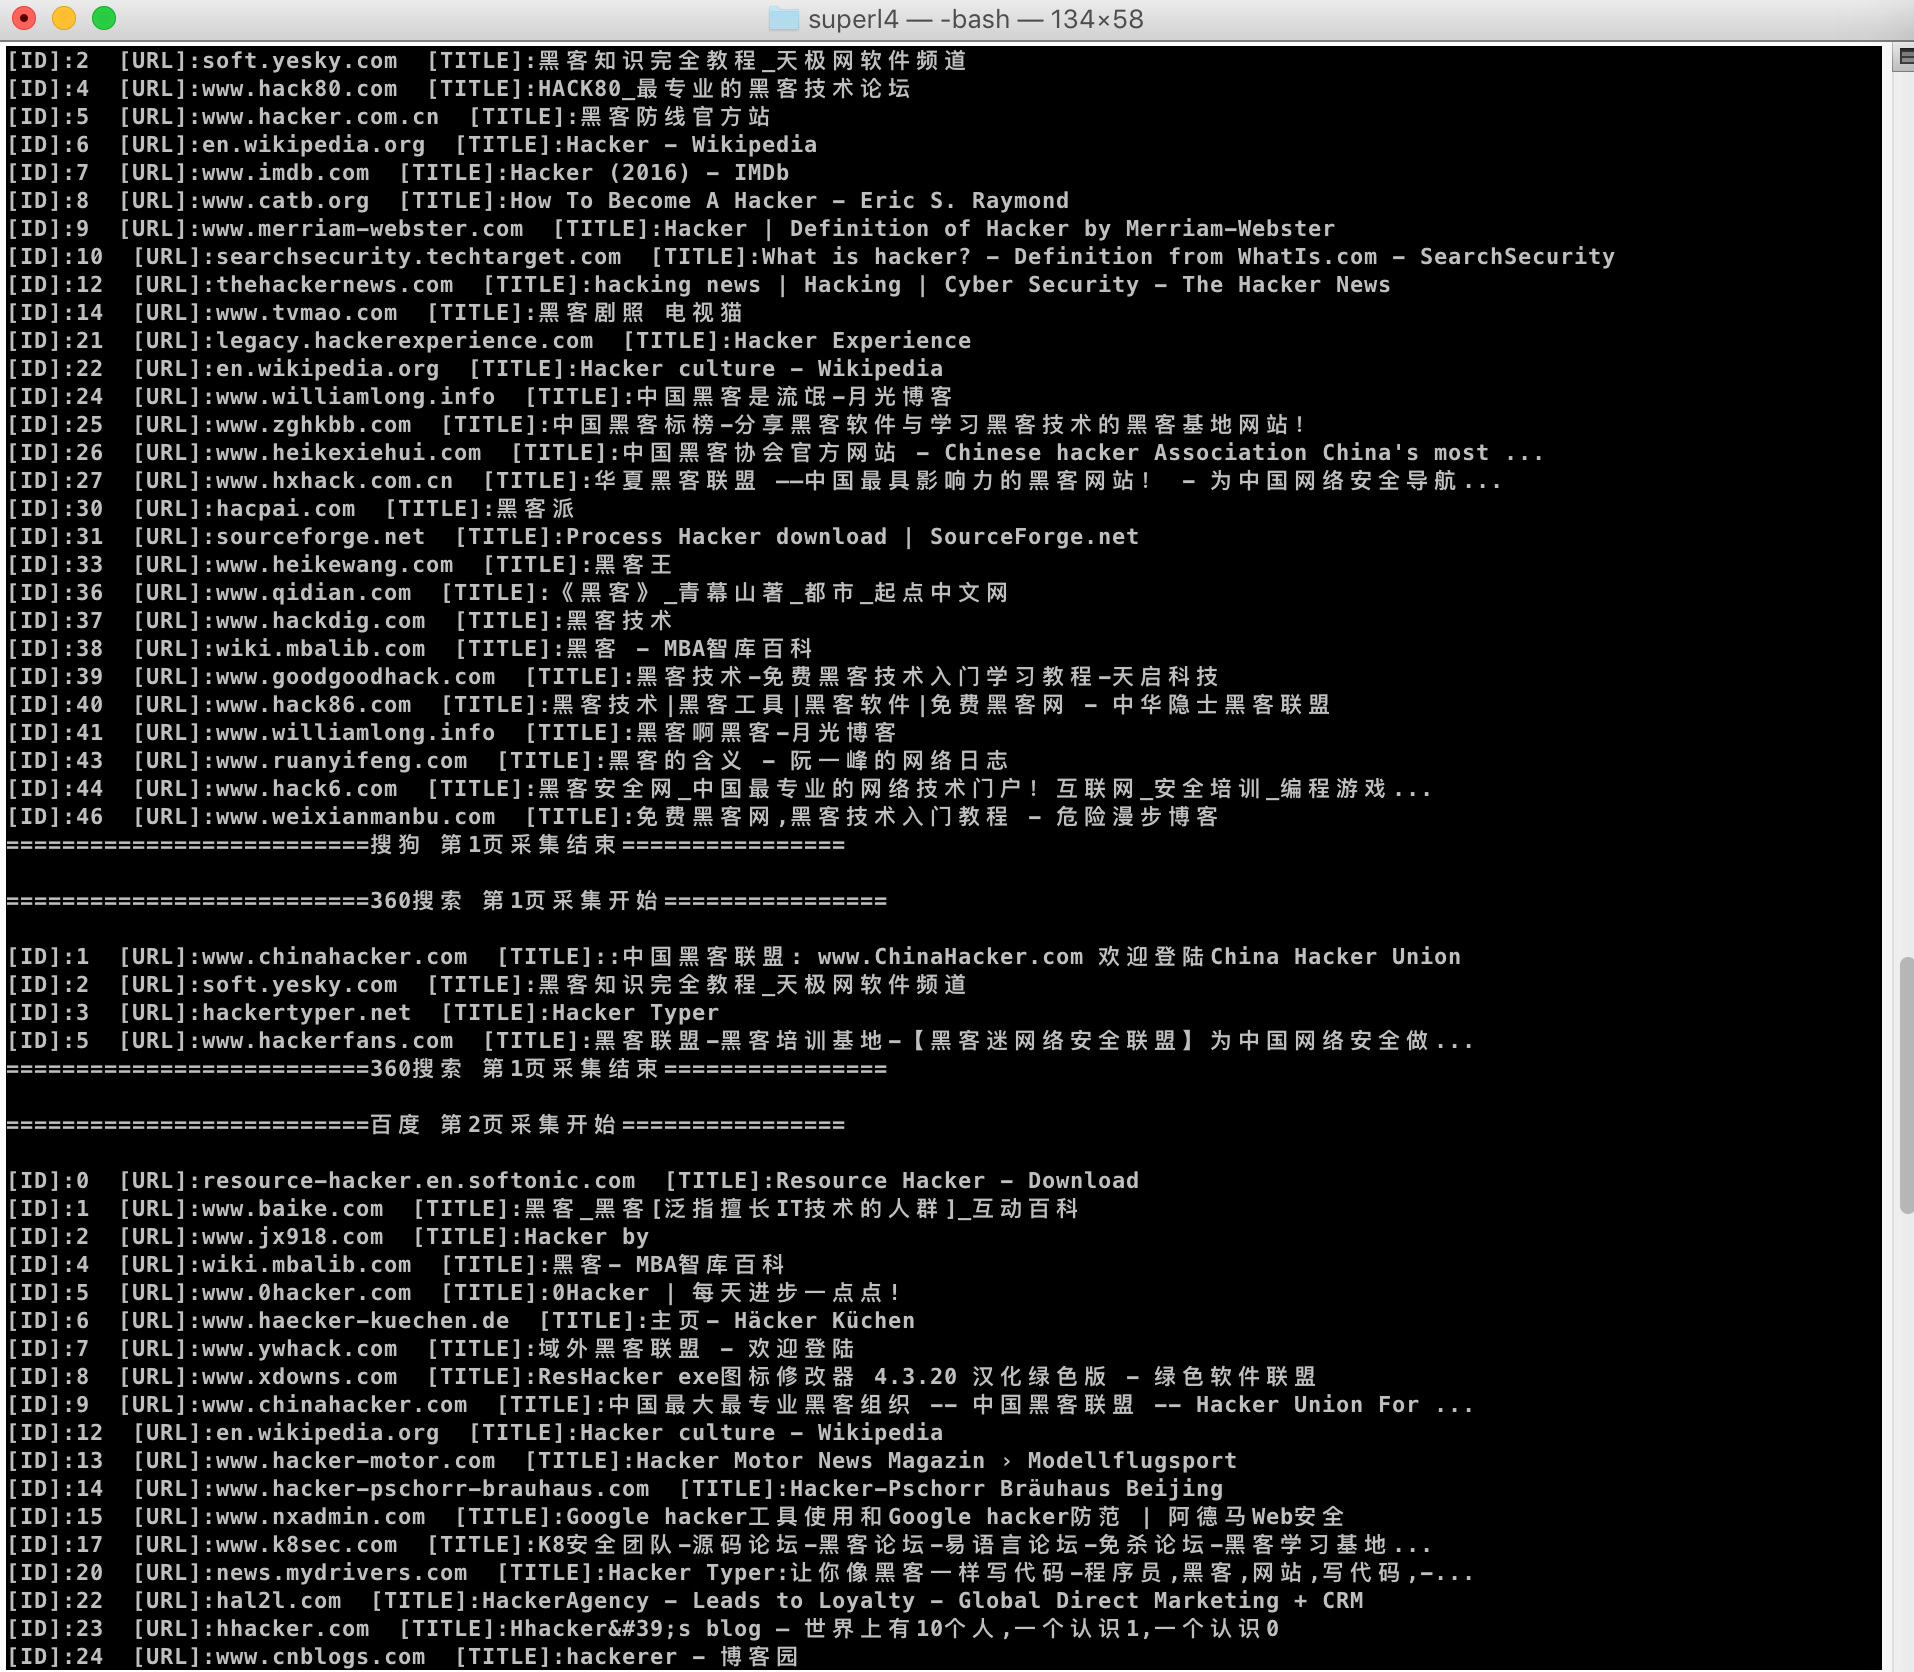 superl4 — -bash — 134×58
[ID]:2  [URL]:soft.yesky.com  [TITLE]:黑客知识完全教程_天极网软件频道
[ID]:4  [URL]:www.hack80.com  [TITLE]:HACK80_最专业的黑客技术论坛
[ID]:5  [URL]:www.hacker.com.cn  [TITLE]:黑客防线官方站
[ID]:6  [URL]:en.wikipedia.org  [TITLE]:Hacker - Wikipedia
[ID]:7  [URL]:www.imdb.com  [TITLE]:Hacker (2016) - IMDb
[ID]:8  [URL]:www.catb.org  [TITLE]:How To Become A Hacker - Eric S. Raymond
[ID]:9  [URL]:www.merriam-webster.com  [TITLE]:Hacker | Definition of Hacker by Merriam-Webster
[ID]:10  [URL]:searchsecurity.techtarget.com  [TITLE]:What is hacker? - Definition from WhatIs.com - SearchSecurity
[ID]:12  [URL]:thehackernews.com  [TITLE]:hacking news | Hacking | Cyber Security - The Hacker News
[ID]:14  [URL]:www.tvmao.com  [TITLE]:黑客剧照 电视猫
[ID]:21  [URL]:legacy.hackerexperience.com  [TITLE]:Hacker Experience
[ID]:22  [URL]:en.wikipedia.org  [TITLE]:Hacker culture - Wikipedia
[ID]:24  [URL]:www.williamlong.info  [TITLE]:中国黑客是流氓-月光博客
[ID]:25  [URL]:www.zghkbb.com  [TITLE]:中国黑客标榜-分享黑客软件与学习黑客技术的黑客基地网站!
[ID]:26  [URL]:www.heikexiehui.com  [TITLE]:中国黑客协会官方网站 - Chinese hacker Association China's most ...
[ID]:27  [URL]:www.hxhack.com.cn  [TITLE]:华夏黑客联盟 --中国最具影响力的黑客网站!  - 为中国网络安全导航...
[ID]:30  [URL]:hacpai.com  [TITLE]:黑客派
[ID]:31  [URL]:sourceforge.net  [TITLE]:Process Hacker download | SourceForge.net
[ID]:33  [URL]:www.heikewang.com  [TITLE]:黑客王
[ID]:36  [URL]:www.qidian.com  [TITLE]:《黑客》_青幕山著_都市_起点中文网
[ID]:37  [URL]:www.hackdig.com  [TITLE]:黑客技术
[ID]:38  [URL]:wiki.mbalib.com  [TITLE]:黑客 - MBA智库百科
[ID]:39  [URL]:www.goodgoodhack.com  [TITLE]:黑客技术-免费黑客技术入门学习教程-天启科技
[ID]:40  [URL]:www.hack86.com  [TITLE]:黑客技术|黑客工具|黑客软件|免费黑客网 - 中华隐士黑客联盟
[ID]:41  [URL]:www.williamlong.info  [TITLE]:黑客啊黑客-月光博客
[ID]:43  [URL]:www.ruanyifeng.com  [TITLE]:黑客的含义 - 阮一峰的网络日志
[ID]:44  [URL]:www.hack6.com  [TITLE]:黑客安全网_中国最专业的网络技术门户! 互联网_安全培训_编程游戏...
[ID]:46  [URL]:www.weixianmanbu.com  [TITLE]:免费黑客网,黑客技术入门教程 - 危险漫步博客
==========================搜狗 第1页采集结束================
==========================360搜索 第1页采集开始================
[ID]:1  [URL]:www.chinahacker.com  [TITLE]::中国黑客联盟: www.ChinaHacker.com 欢迎登陆China Hacker Union
[ID]:2  [URL]:soft.yesky.com  [TITLE]:黑客知识完全教程_天极网软件频道
[ID]:3  [URL]:hackertyper.net  [TITLE]:Hacker Typer
[ID]:5  [URL]:www.hackerfans.com  [TITLE]:黑客联盟-黑客培训基地-【黑客迷网络安全联盟】为中国网络安全做...
==========================360搜索 第1页采集结束================
==========================百度 第2页采集开始================
[ID]:0  [URL]:resource-hacker.en.softonic.com  [TITLE]:Resource Hacker - Download
[ID]:1  [URL]:www.baike.com  [TITLE]:黑客_黑客[泛指擅长IT技术的人群]_互动百科
[ID]:2  [URL]:www.jx918.com  [TITLE]:Hacker by
[ID]:4  [URL]:wiki.mbalib.com  [TITLE]:黑客- MBA智库百科
[ID]:5  [URL]:www.0hacker.com  [TITLE]:0Hacker | 每天进步一点点!
[ID]:6  [URL]:www.haecker-kuechen.de  [TITLE]:主页- Häcker Küchen
[ID]:7  [URL]:www.ywhack.com  [TITLE]:域外黑客联盟 - 欢迎登陆
[ID]:8  [URL]:www.xdowns.com  [TITLE]:ResHacker exe图标修改器 4.3.20 汉化绿色版 - 绿色软件联盟
[ID]:9  [URL]:www.chinahacker.com  [TITLE]:中国最大最专业黑客组织 -- 中国黑客联盟 -- Hacker Union For ...
[ID]:12  [URL]:en.wikipedia.org  [TITLE]:Hacker culture - Wikipedia
[ID]:13  [URL]:www.hacker-motor.com  [TITLE]:Hacker Motor News Magazin › Modellflugsport
[ID]:14  [URL]:www.hacker-pschorr-brauhaus.com  [TITLE]:Hacker-Pschorr Bräuhaus Beijing
[ID]:15  [URL]:www.nxadmin.com  [TITLE]:Google hacker工具使用和Google hacker防范 | 阿德马Web安全
[ID]:17  [URL]:www.k8sec.com  [TITLE]:K8安全团队-源码论坛-黑客论坛-易语言论坛-免杀论坛-黑客学习基地...
[ID]:20  [URL]:news.mydrivers.com  [TITLE]:Hacker Typer:让你像黑客一样写代码-程序员,黑客,网站,写代码,-...
[ID]:22  [URL]:hal2l.com  [TITLE]:HackerAgency - Leads to Loyalty - Global Direct Marketing + CRM
[ID]:23  [URL]:hhacker.com  [TITLE]:Hhacker&#39;s blog - 世界上有10个人,一个认识1,一个认识0
[ID]:24  [URL]:www.cnblogs.com  [TITLE]:hackerer - 博客园